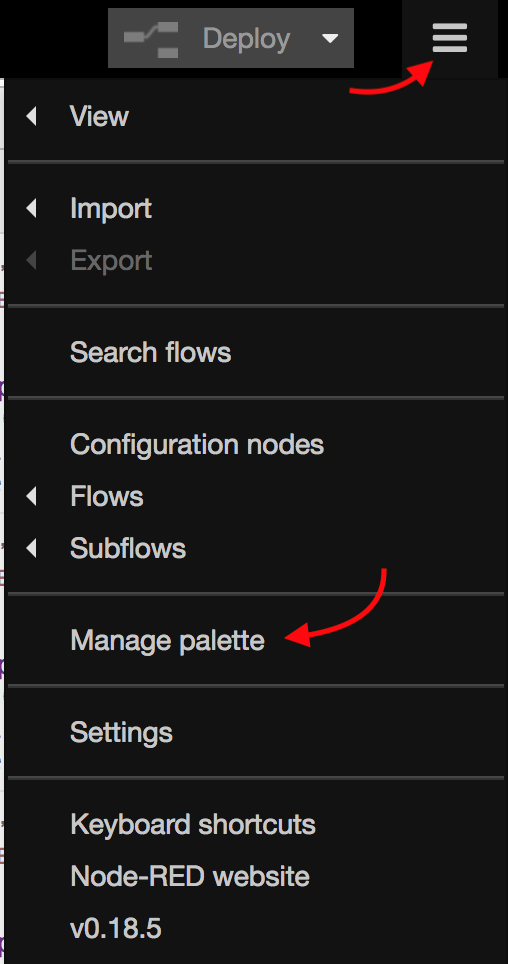 Deploy
View
Import
Export
Search flows
Configuration nodes
Flows
Subflows
Manage palette
Settings
Keyboard shortcuts
Node-RED website
v0.18.5